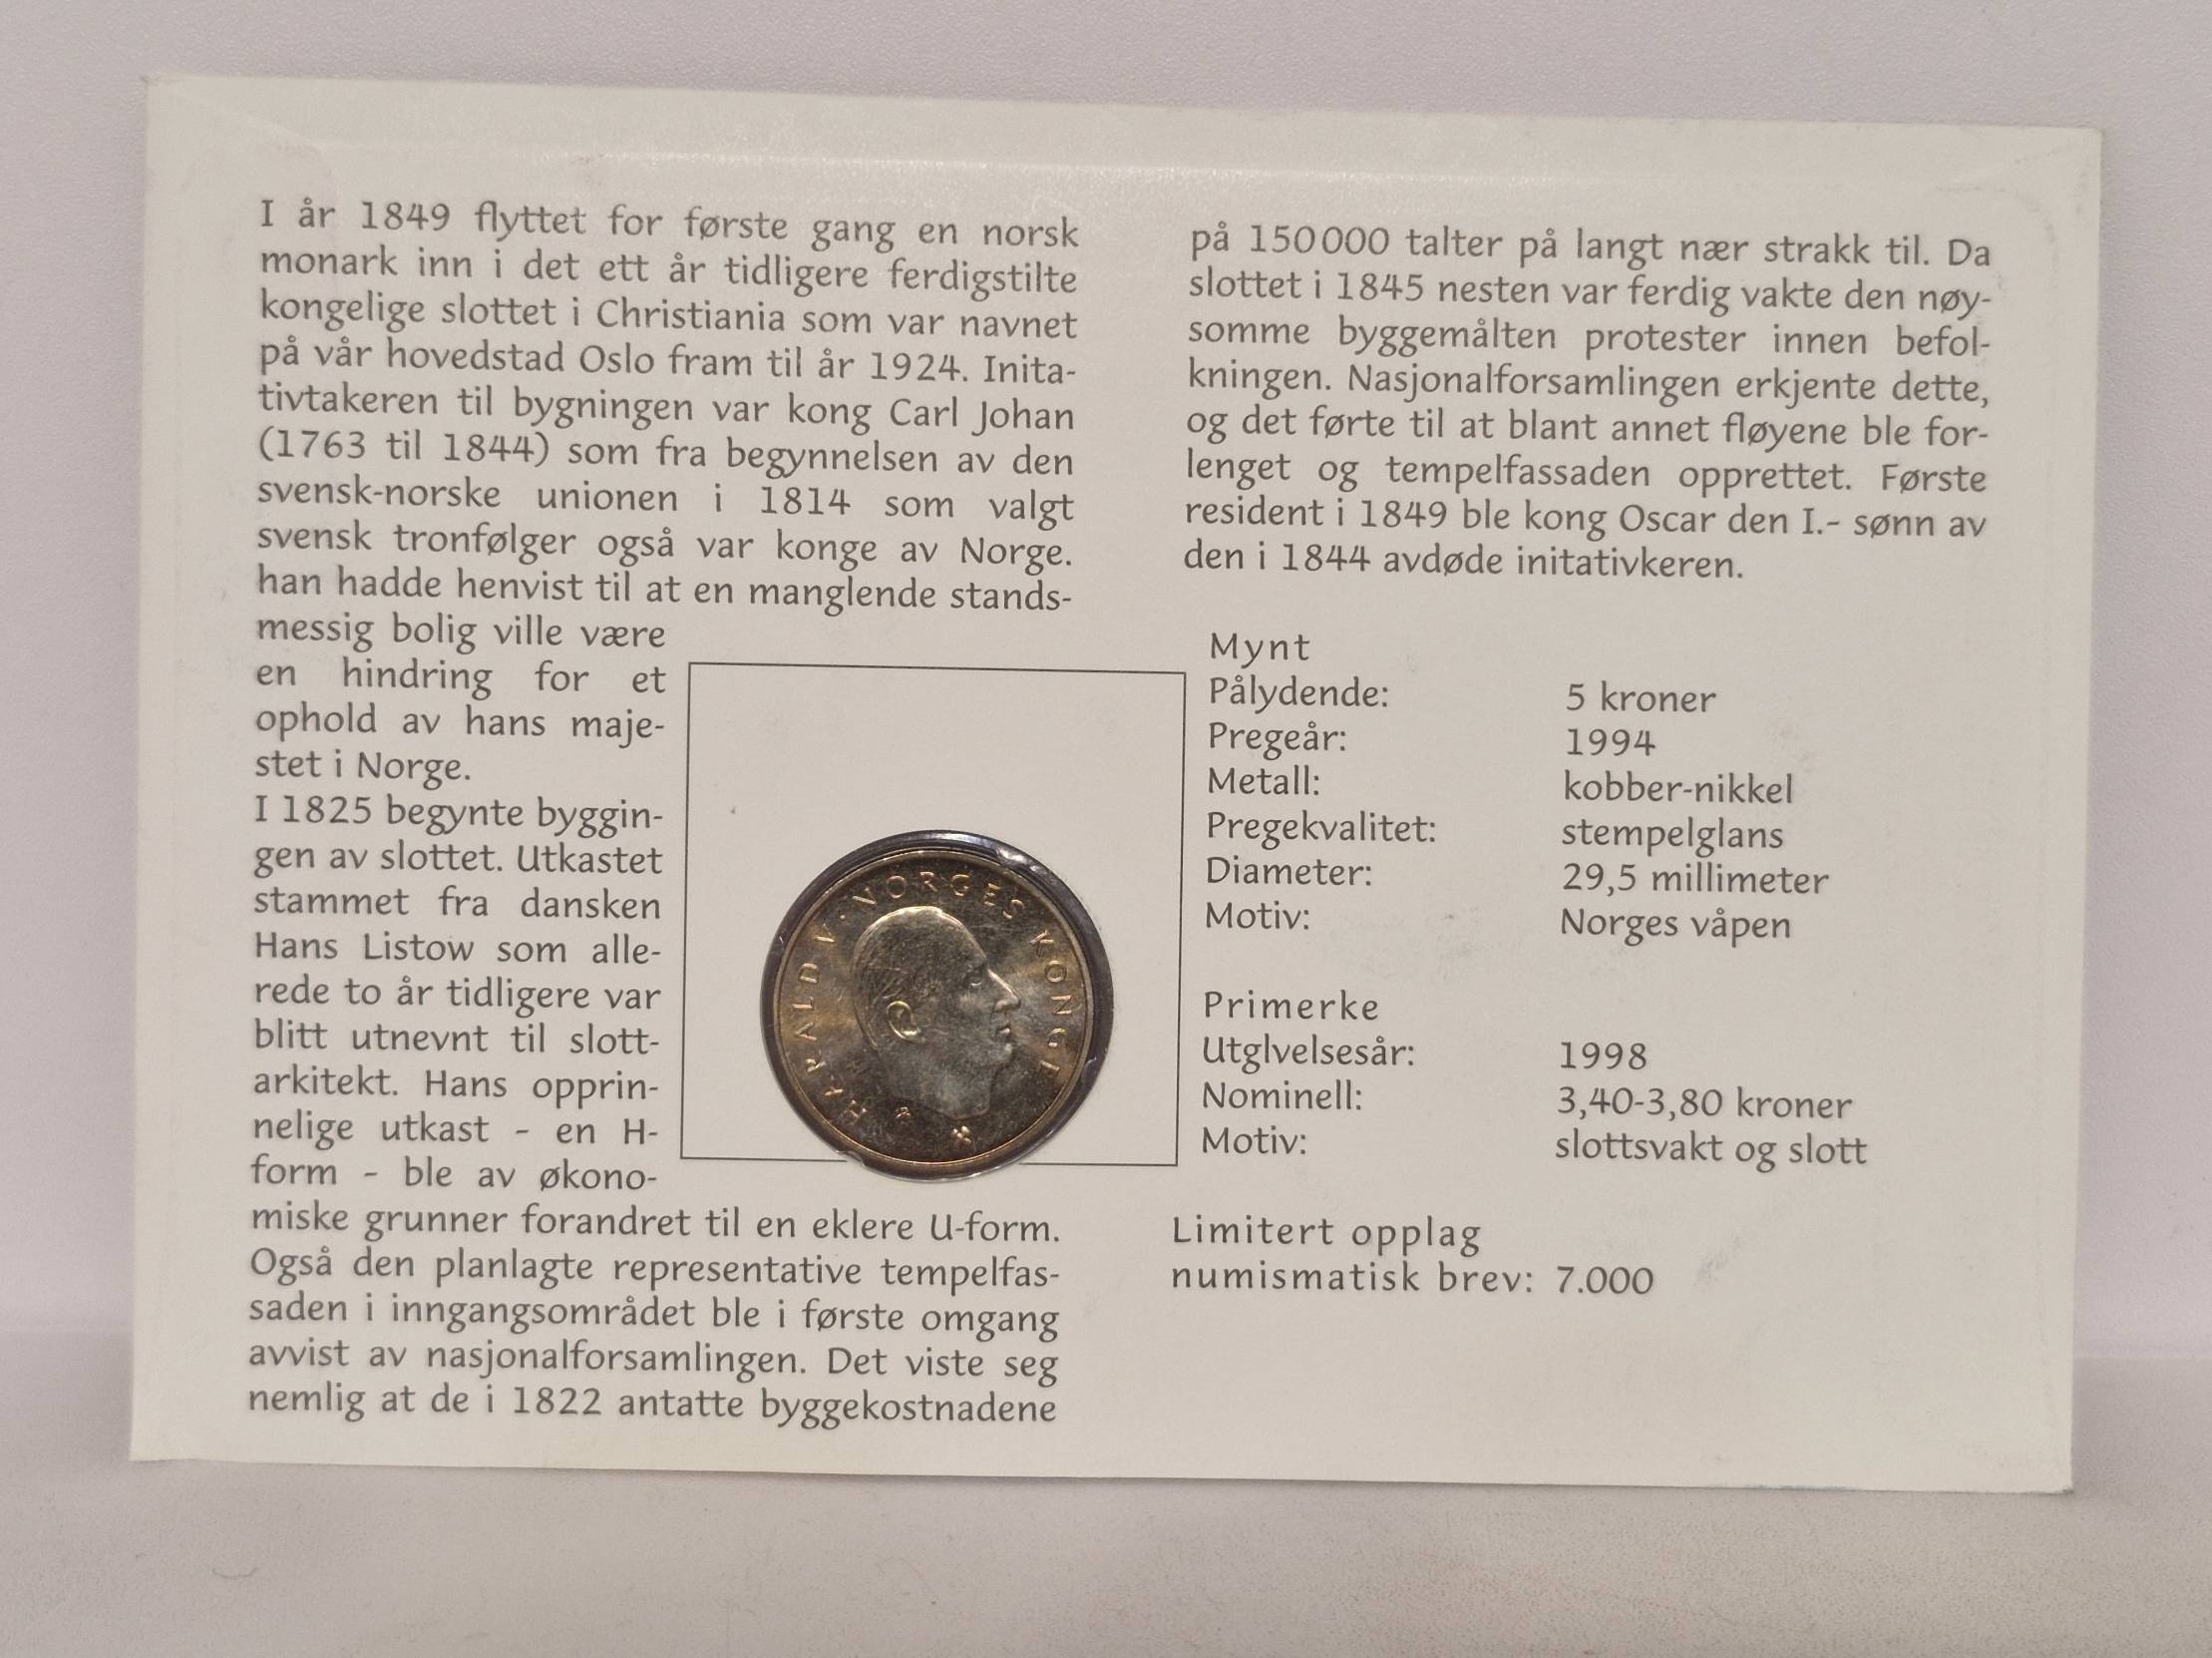 I år 1849 flyttet for første gang en norsk
monark inn i det ett år tidligere ferdigstilte
kongelige slottet i Christiania som var navnet
på vår hovedstad Oslo fram til år 1924. Inita-
tivtakeren til bygningen var kong Carl Johan
(1763 til 1844) som fra begynnelsen av den
svensk-norske unionen i 1814 som valgt
svensk tronfølger også var konge av Norge.
han hadde henvist til at en manglende stands-
messig bolig ville være
en hindring for et
ophold av hans maje-
stet i Norge.
I 1825 begynte byggin-
gen av slottet. Utkastet
stammet fra dansken
Hans Listow som alle-
rede to år tidligere var
blitt utnevnt til slott-
arkitekt. Hans opprin-
nelige utkast - en H-
form - ble av økono-
miske grunner forandret til en eklere U-form.
Også den planlagte representative tempelfas-
saden i inngangsområdet ble i første omgang
avvist av nasjonalforsamlingen. Det viste seg
nemlig at de i 1822 antatte byggekostnadene
HARALD V · NORGES KONGE
på 150000 talter på langt nær strakk til. Da
slottet i 1845 nesten var ferdig vakte den nøy-
somme byggemålten protester innen befol-
kningen. Nasjonalforsamlingen erkjente dette,
og det førte til at blant annet fløyene ble for-
lenget og tempelfassaden opprettet. Første
resident i 1849 ble kong Oscar den I.- sønn av
den i 1844 avdøde initativkeren.
Mynt
Pålydende: 5 kroner
Pregeår: 1994
Metall: kobber-nikkel
Pregekvalitet: stempelglans
Diameter: 29,5 millimeter
Motiv: Norges våpen
Primerke
Utglvelsesår: 1998
Nominell: 3,40-3,80 kroner
Motiv: slottsvakt og slott
Limitert opplag
numismatisk brev: 7.000